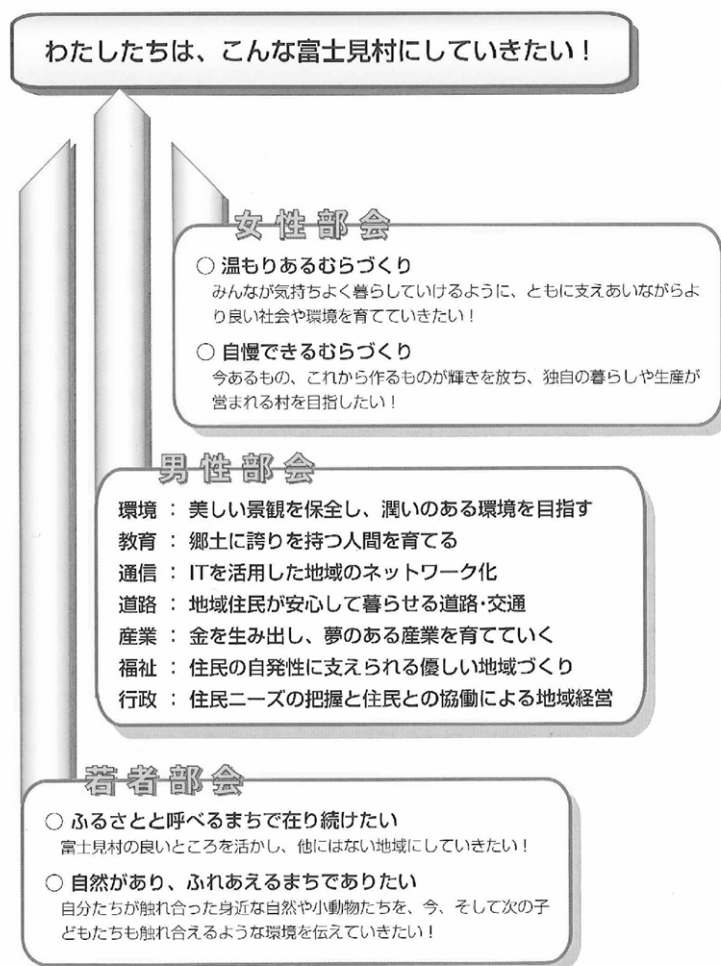 わたしたちは、こんな富士見村にしていきたい！
女性部会
○ 温もりあるむらづくり
みんなが気持ちよく暮らしていけるように、ともに支えあいながらよ
り良い社会や環境を育てていきたい！
○ 自慢できるむらづくり
今あるもの、これから作るものが輝きを放ち、独自の暮らしや生産が
営まれる村を目指したい！
男性部会
環境 ： 美しい景観を保全し、潤いのある環境を目指す
教育 ： 郷土に誇りを持つ人間を育てる
通信 ： ITを活用した地域のネットワーク化
道路 ： 地域住民が安心して暮らせる道路･交通
産業 ： 金を生み出し、夢のある産業を育てていく
福祉 ： 住民の自発性に支えられる優しい地域づくり
行政 ： 住民ニーズの把握と住民との協働による地域経営
若者部会
○ ふるさとと呼べるまちで在り続けたい
富士見村の良いところを活かし、他にはない地域にしていきたい！
○ 自然があり、ふれあえるまちでありたい
自分たちが触れ合った身近な自然や小動物たちを、今、そして次の子
どもたちも触れ合えるような環境を伝えていきたい！